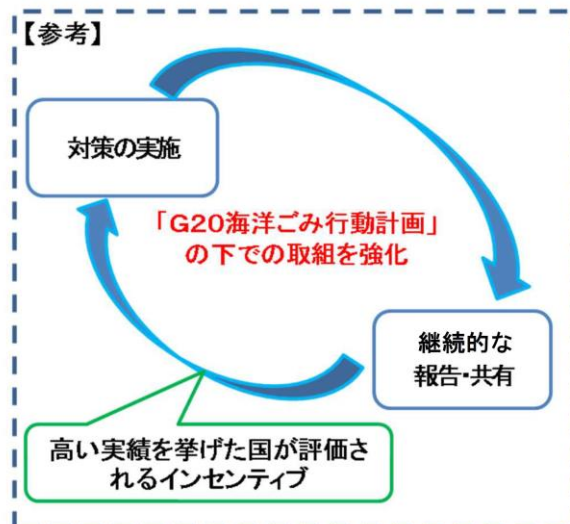 【参考】
対策の実施
「G20海洋ごみ行動計画」
の下での取組を強化
継続的な
報告・共有
高い実績を挙げた国が評価さ
れるインセンティブ